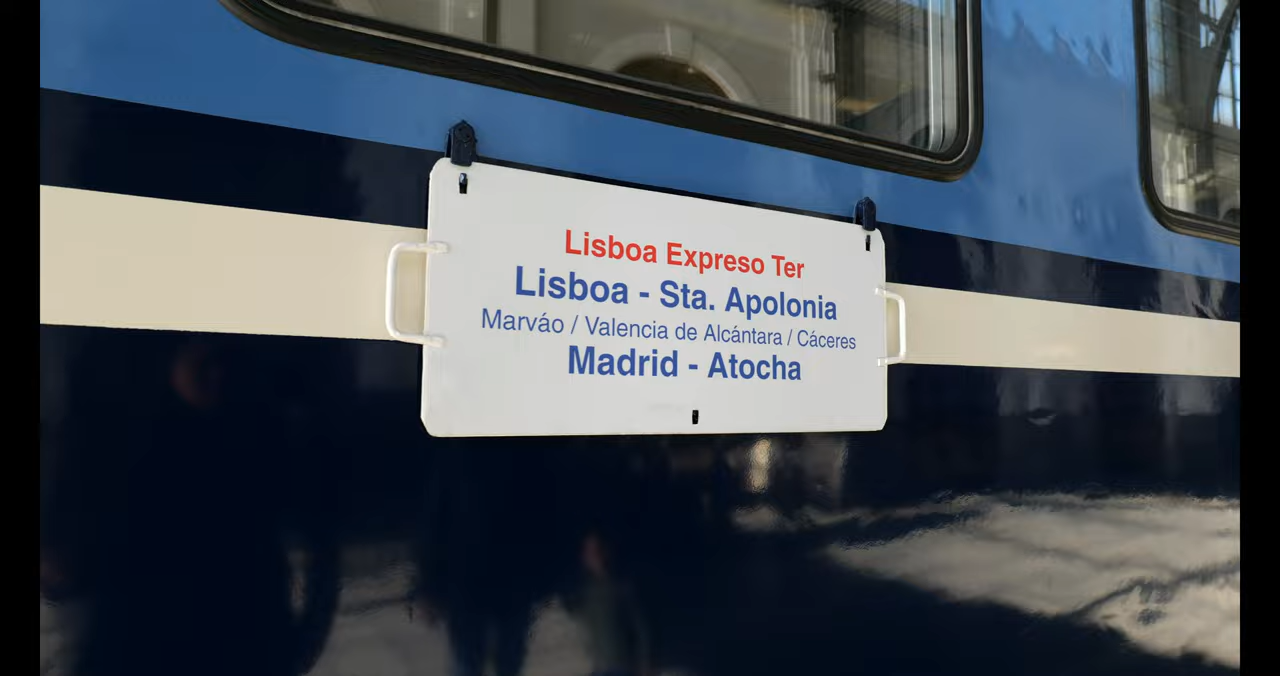 Lisboa Expreso Ter
Lisboa - Sta. Apolonia
Marváo / Valencia de Alcántara / Cáceres
Madrid - Atocha